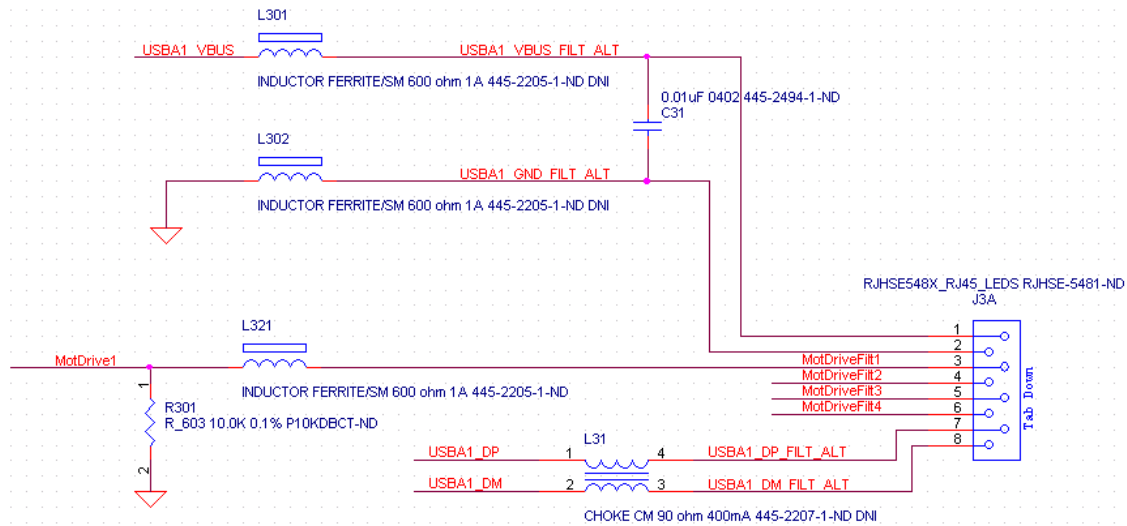 L301
USBA1_VBUS
USBA1_VBUS_FILT_ALT
INDUCTOR FERRITE/SM 600 ohm 1A 445-2205-1-ND DNI
0.01uF 0402 445-2494-1-ND
C31
L302
USBA1_GND_FILT_ALT
INDUCTOR FERRITE/SM 600 ohm 1A 445-2205-1-ND DNI
RJHSE548X_RJ45_LEDS RJHSE-5481-ND
J3A
L321
MotDrive1
INDUCTOR FERRITE/SM 600 ohm 1A 445-2205-1-ND
1
R301
R_603 10.0K 0.1% P10KDBCT-ND
2
1
2
MotDriveFilt1
3
MotDriveFilt2
4
MotDriveFilt3
5
MotDriveFilt4
6
7
8
Tab Down
L31
USBA1_DP
1
4
USBA1_DP_FILT_ALT
USBA1_DM
2
3
USBA1_DM_FILT_ALT
CHOKE CM 90 ohm 400mA 445-2207-1-ND DNI